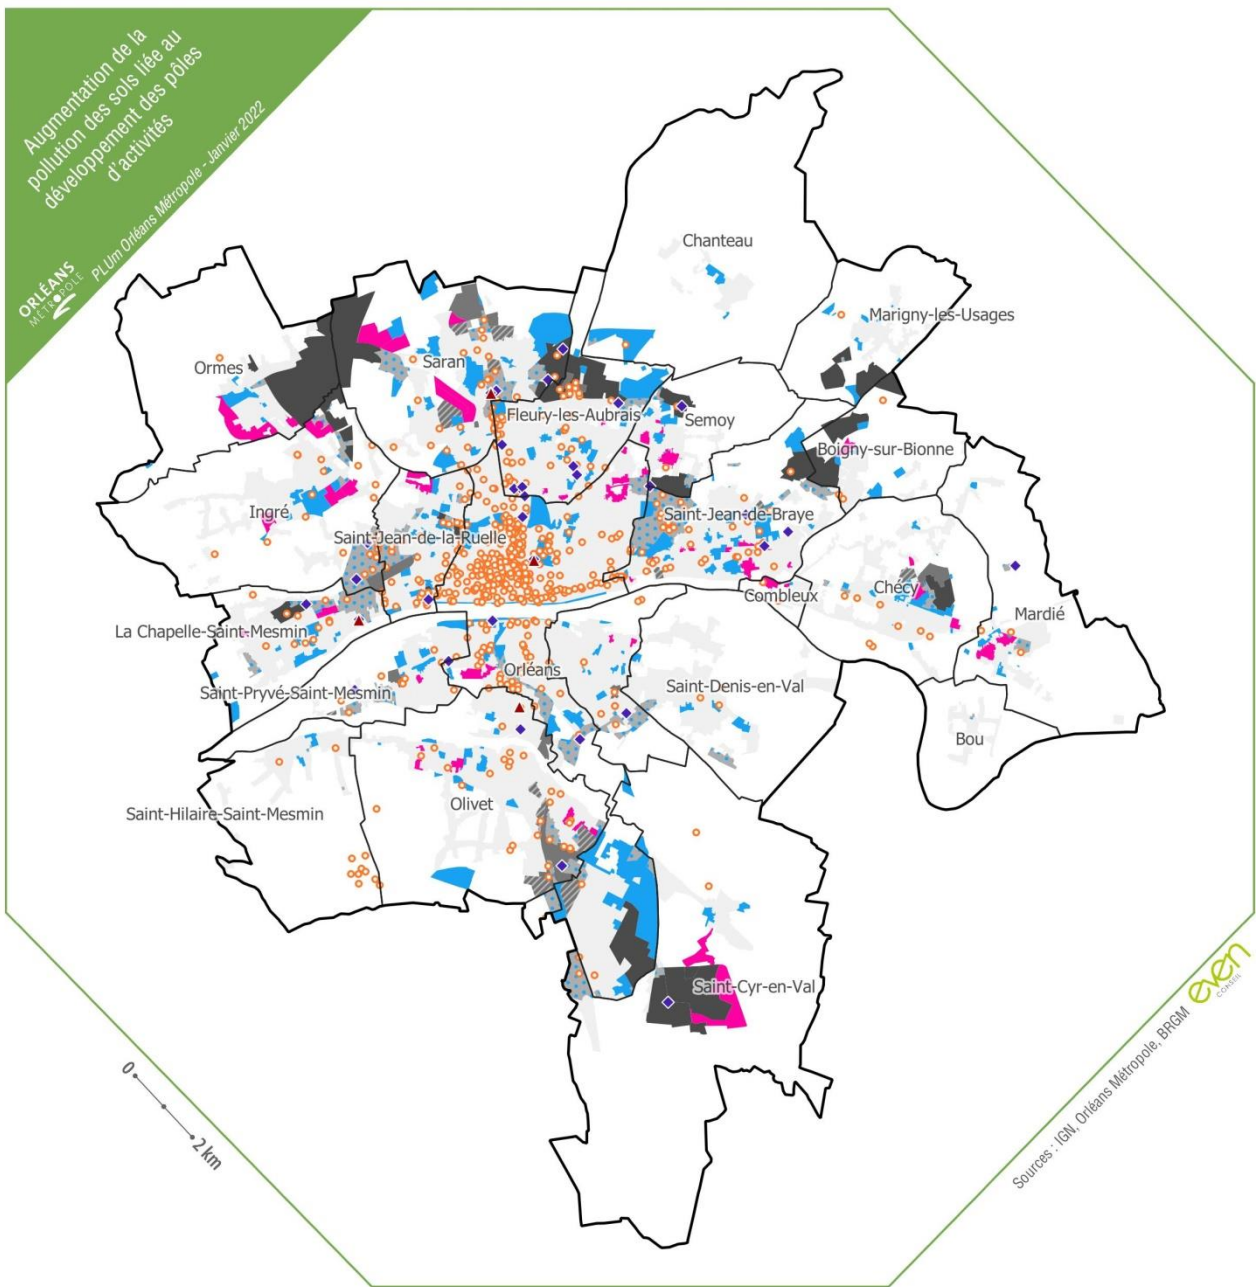 Augmentation de la
pollution des sols liée au
développement des pôles
d'activités
PLUm Orléans Métropole - Janvier 2022
ORLÉANS
MÉTROPOLE
Chanteau
Marigny-les-Usages
Ormes
Saran
Fleury-les-Aubrais
Semoy
Boigny-sur-Bionne
Ingré
Saint-Jean-de-la-Ruelle
Saint-Jean-de-Braye
Combleux
Chécy
Mardié
La Chapelle-Saint-Mesmin
Orléans
Saint-Pryvé-Saint-Mesmin
Saint-Denis-en-Val
Bou
Saint-Hilaire-Saint-Mesmin
Olivet
Saint-Cyr-en-Val
0
2 km
Sources : IGN, Orléans Métropole, BRGM
even
CONSEIL